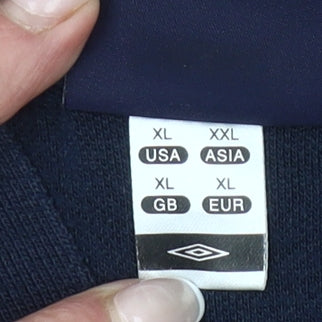 XL XXL
USA ASIA
XL XL
GB EUR